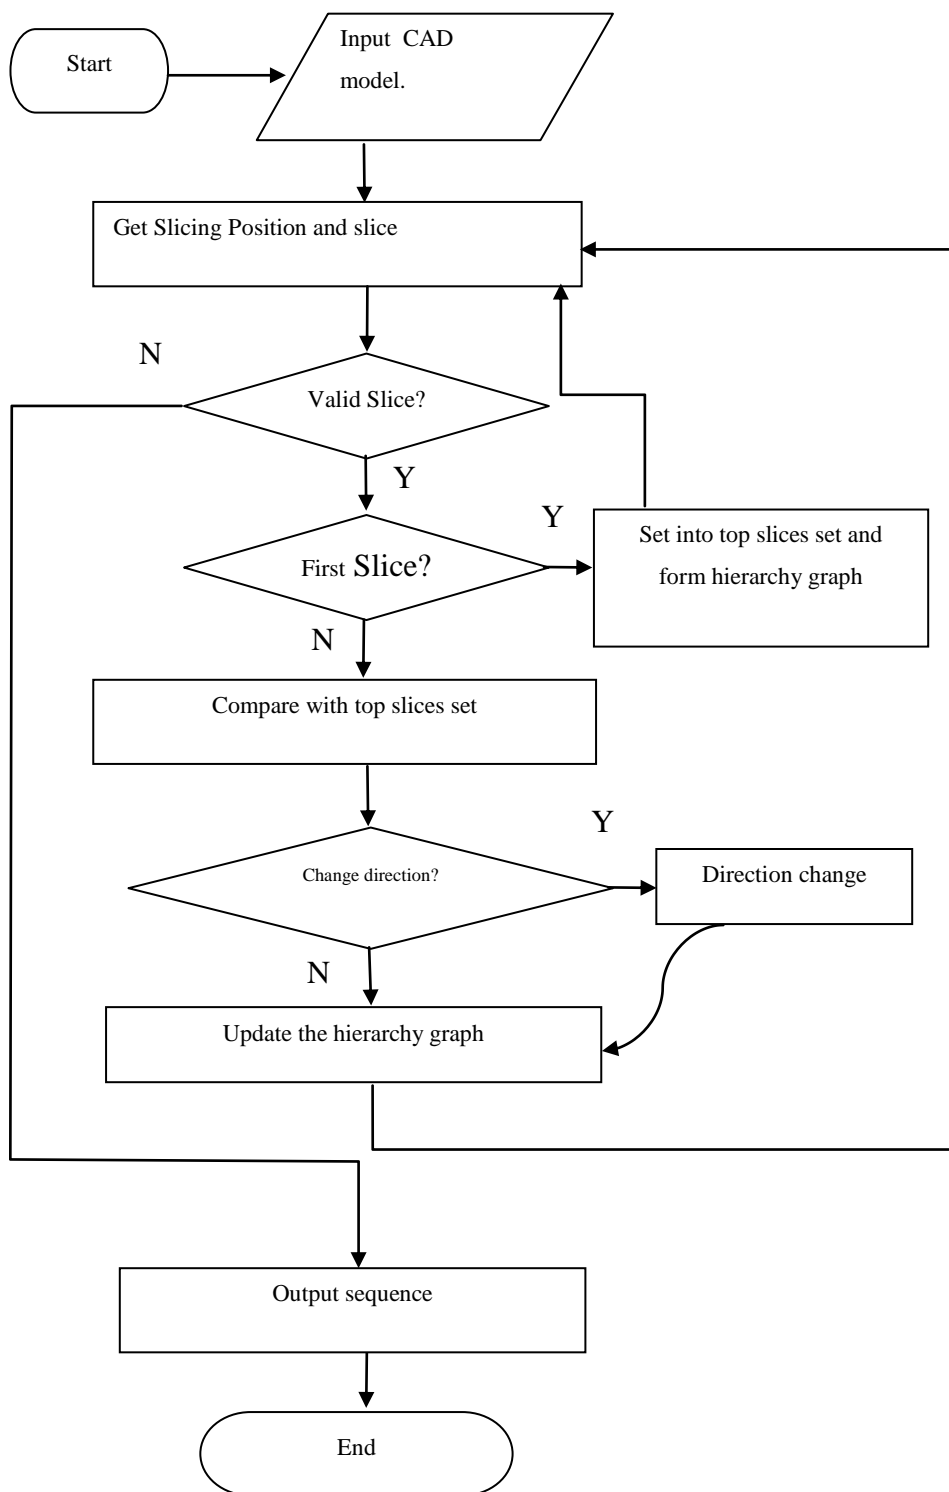 Start
Input CAD
model.
Get Slicing Position and slice
N
Valid Slice?
Y
Y
First Slice?
Set into top slices set and
form hierarchy graph
N
Compare with top slices set
Y
Change direction?
Direction change
N
Update the hierarchy graph
Output sequence
End